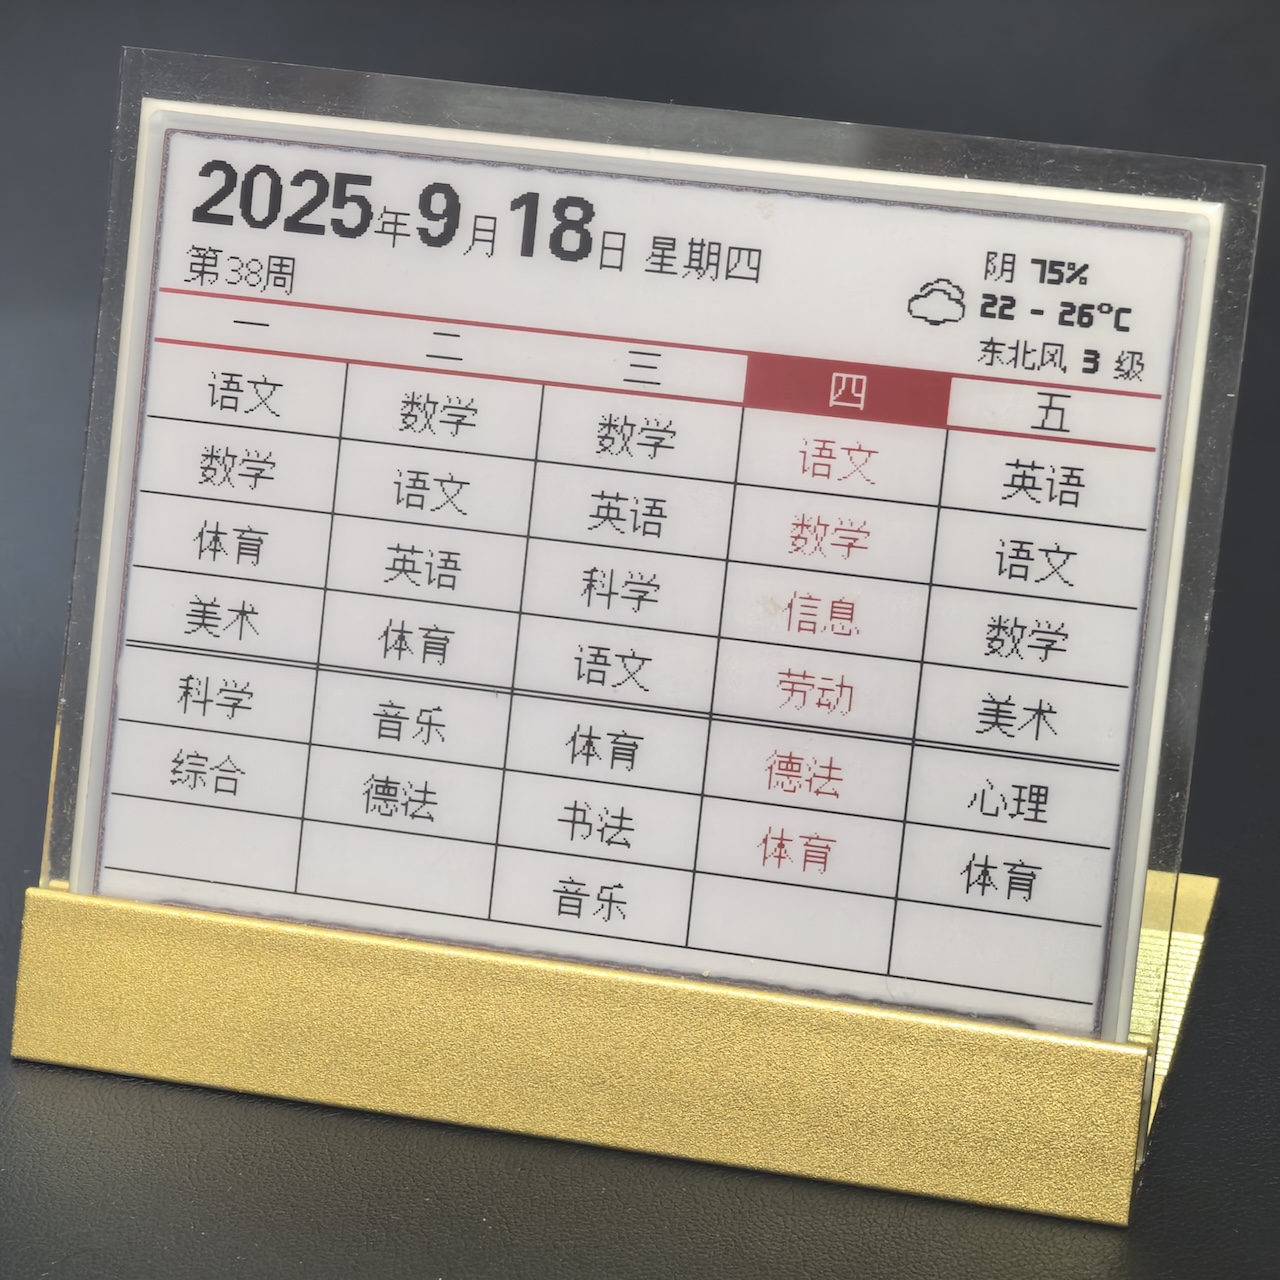 2025年9月18日 星期四
第38周
阴 75%
22 - 26°C
东北风 3 级
一 二 三 四 五
语文 数学 数学 语文 英语
数学 语文 英语 数学 语文
体育 英语 科学 信息 数学
美术 体育 语文 劳动 美术
科学 音乐 体育 德法 心理
综合 德法 书法 体育 体育
音乐